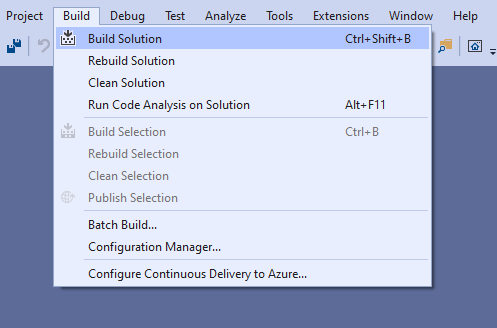 Project Build Debug Test Analyze Tools Extensions Window Help
Build Solution Ctrl+Shift+B
Rebuild Solution
Clean Solution
Run Code Analysis on Solution Alt+F11
Build Selection Ctrl+B
Rebuild Selection
Clean Selection
Publish Selection
Batch Build...
Configuration Manager...
Configure Continuous Delivery to Azure...